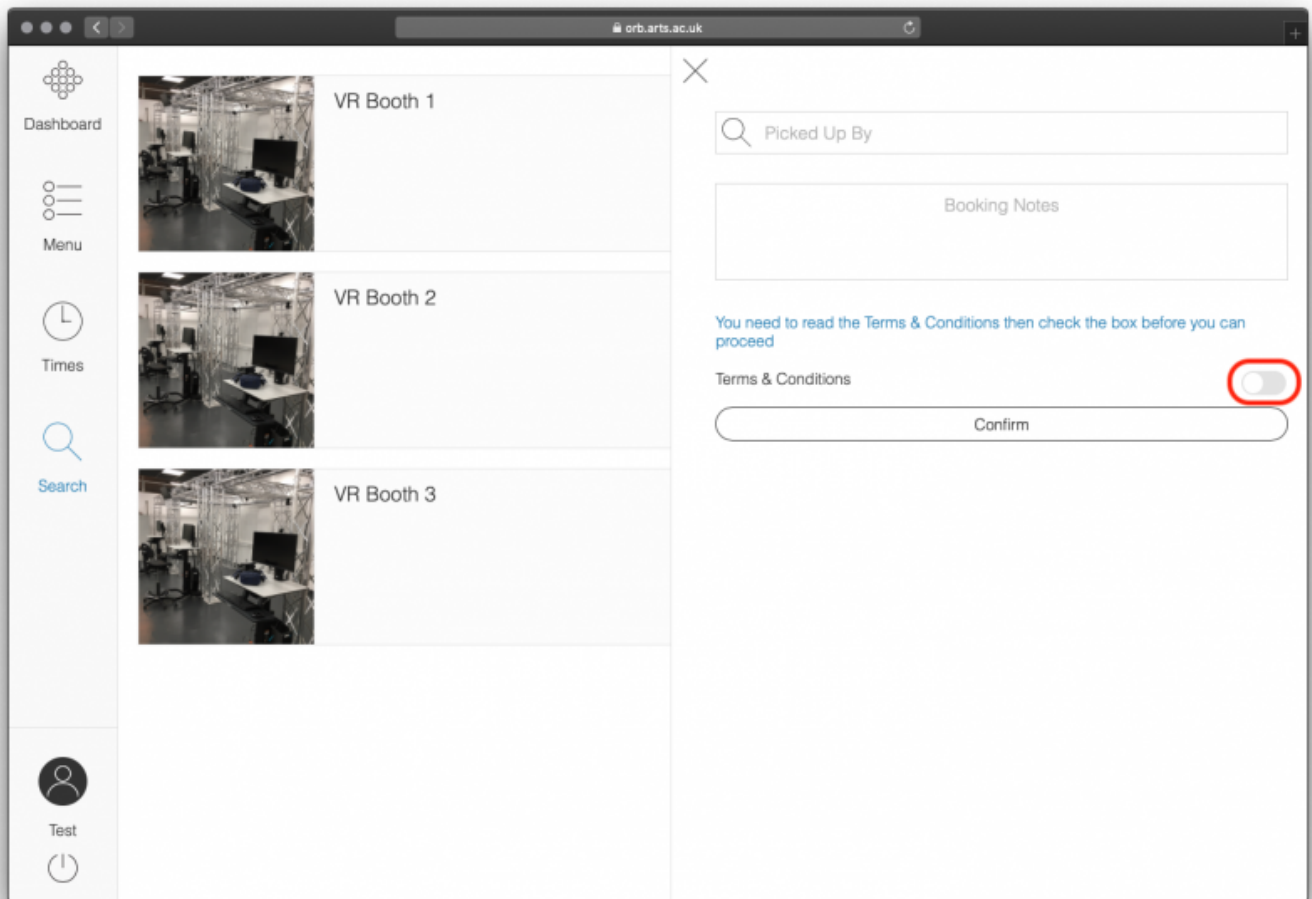 orb.arts.ac.uk
Dashboard
Menu
Times
Search
Test
VR Booth 1
VR Booth 2
VR Booth 3
Picked Up By
Booking Notes
You need to read the Terms & Conditions then check the box before you can
proceed
Terms & Conditions
Confirm